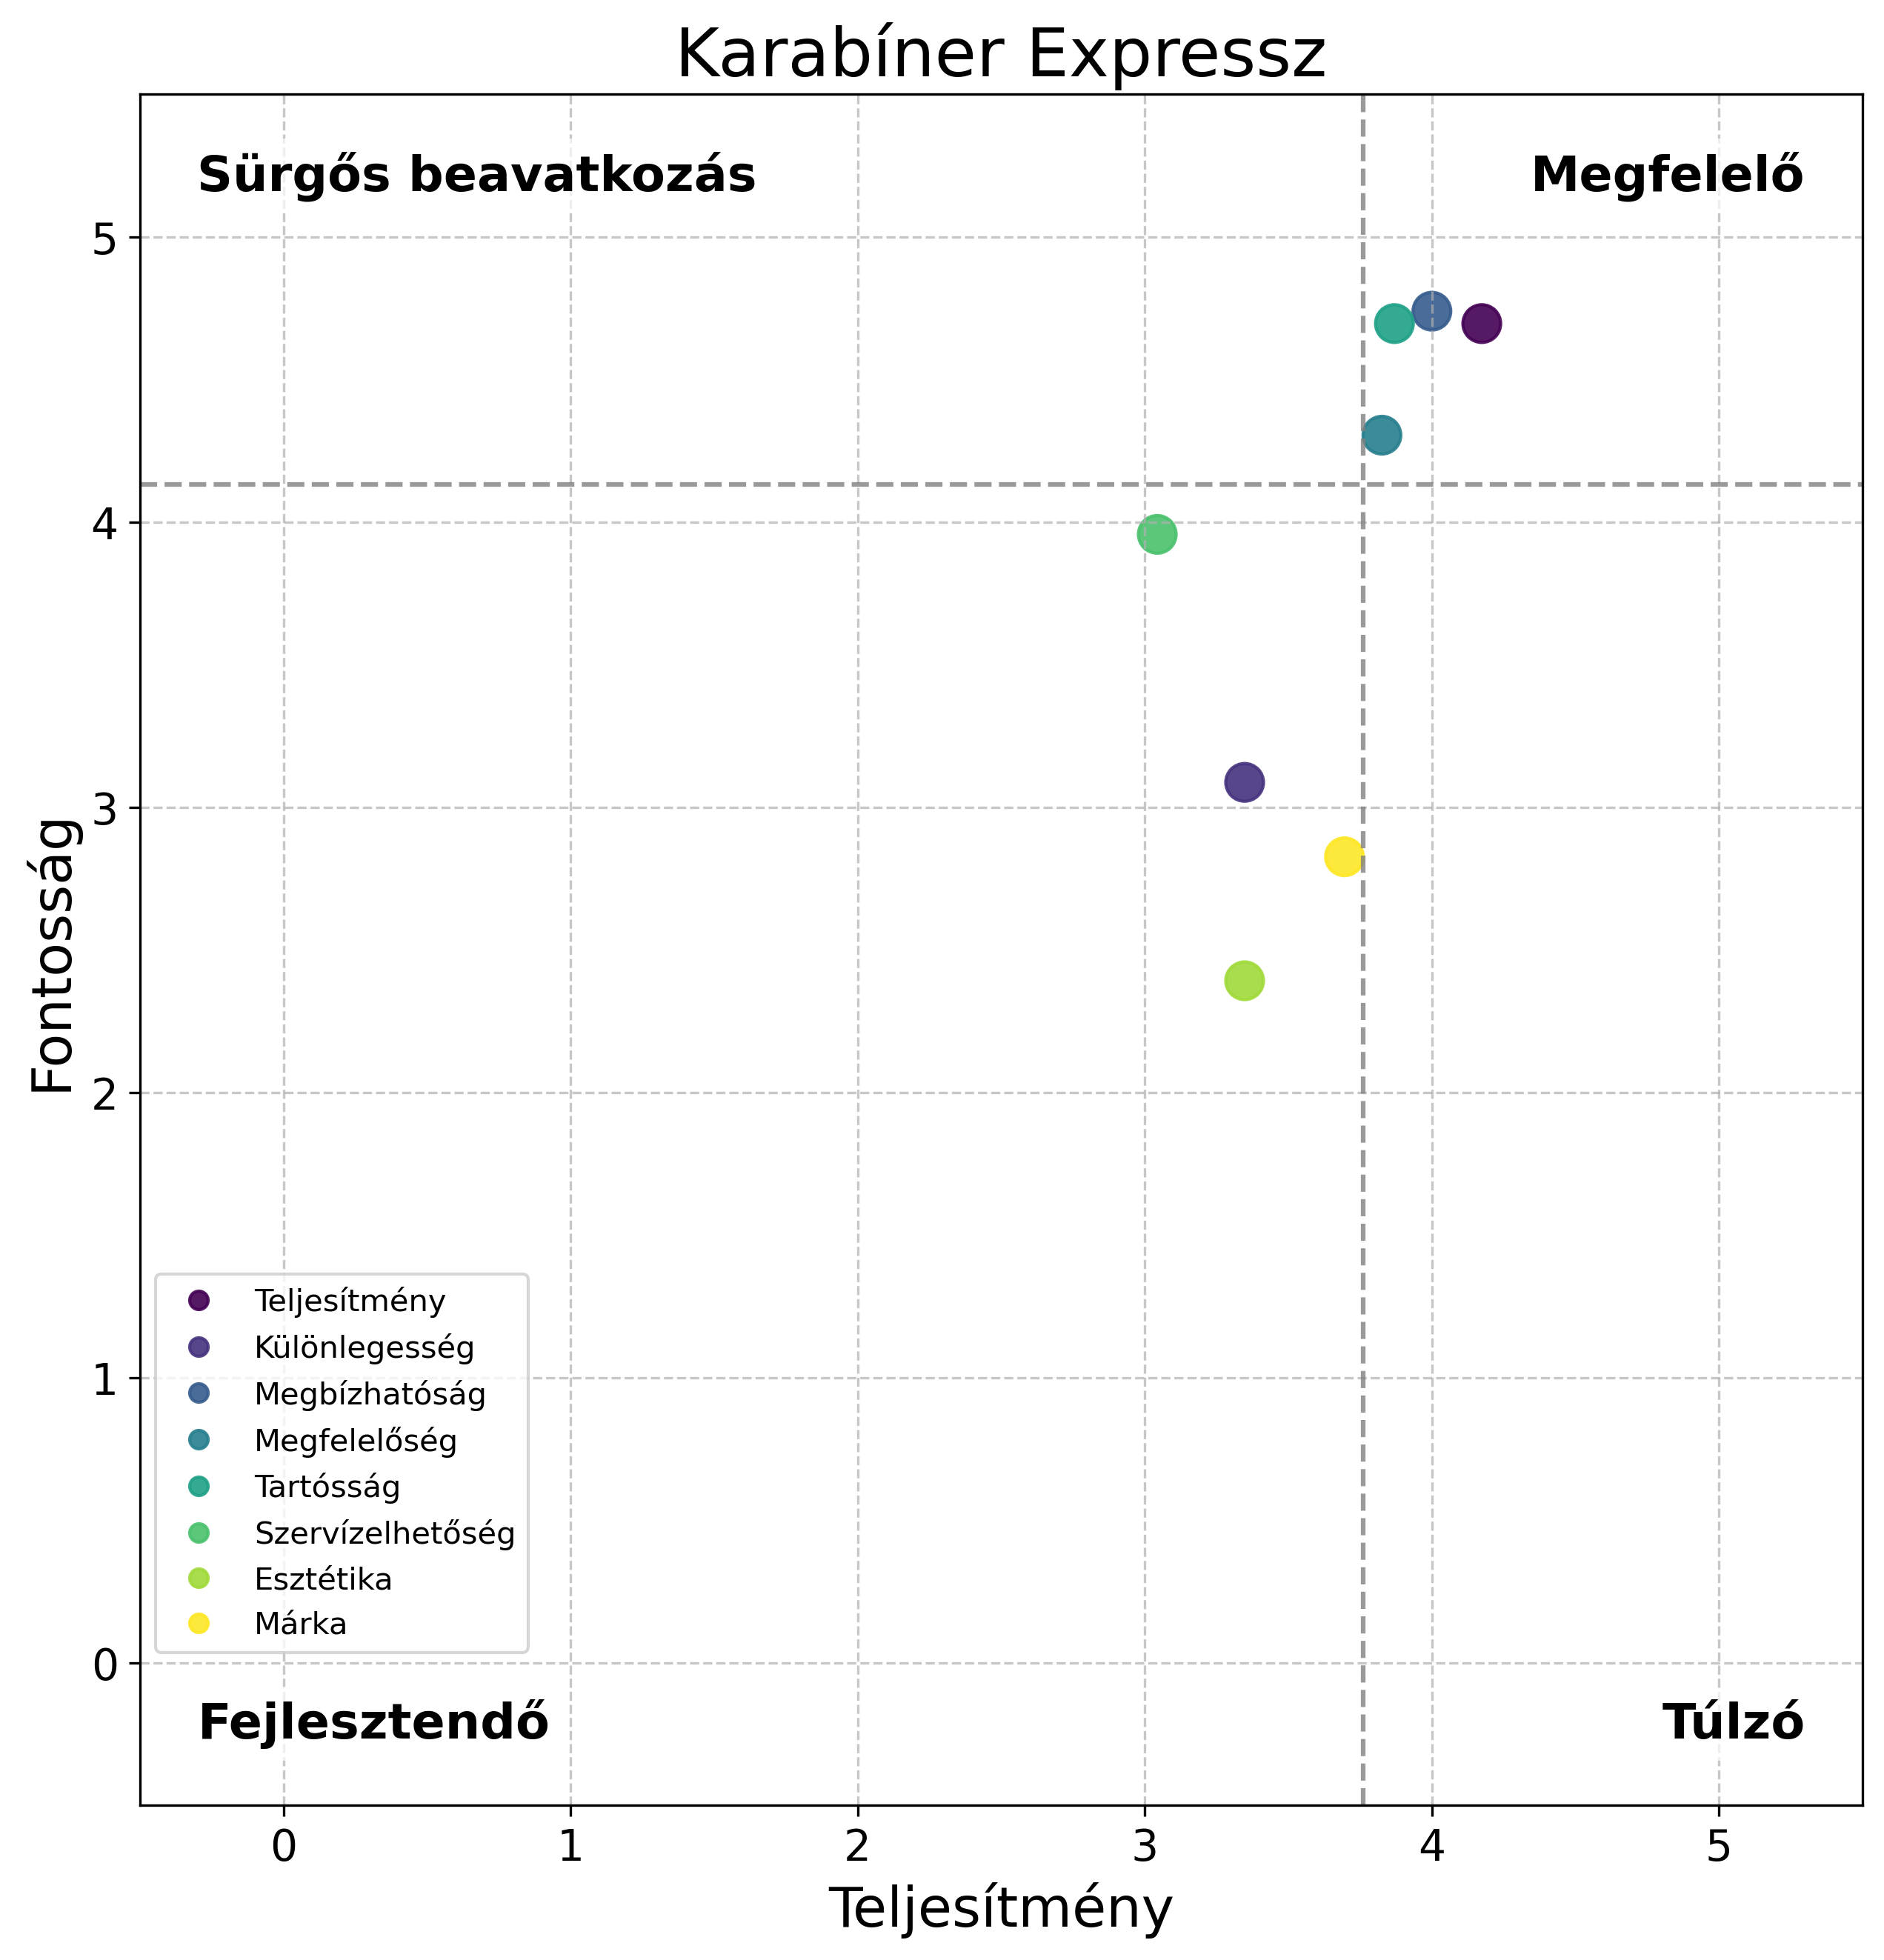 Karabíner Expressz
Sürgős beavatkozás
Megfelelő
5
4
3
2
1
0
Fontosság
Teljesítmény
Különlegesség
Megbízhatóság
Megfelelőség
Tartósság
Szervízelhetőség
Esztétika
Márka
Fejlesztendő
Túlzó
0 1 2 3 4 5
Teljesítmény